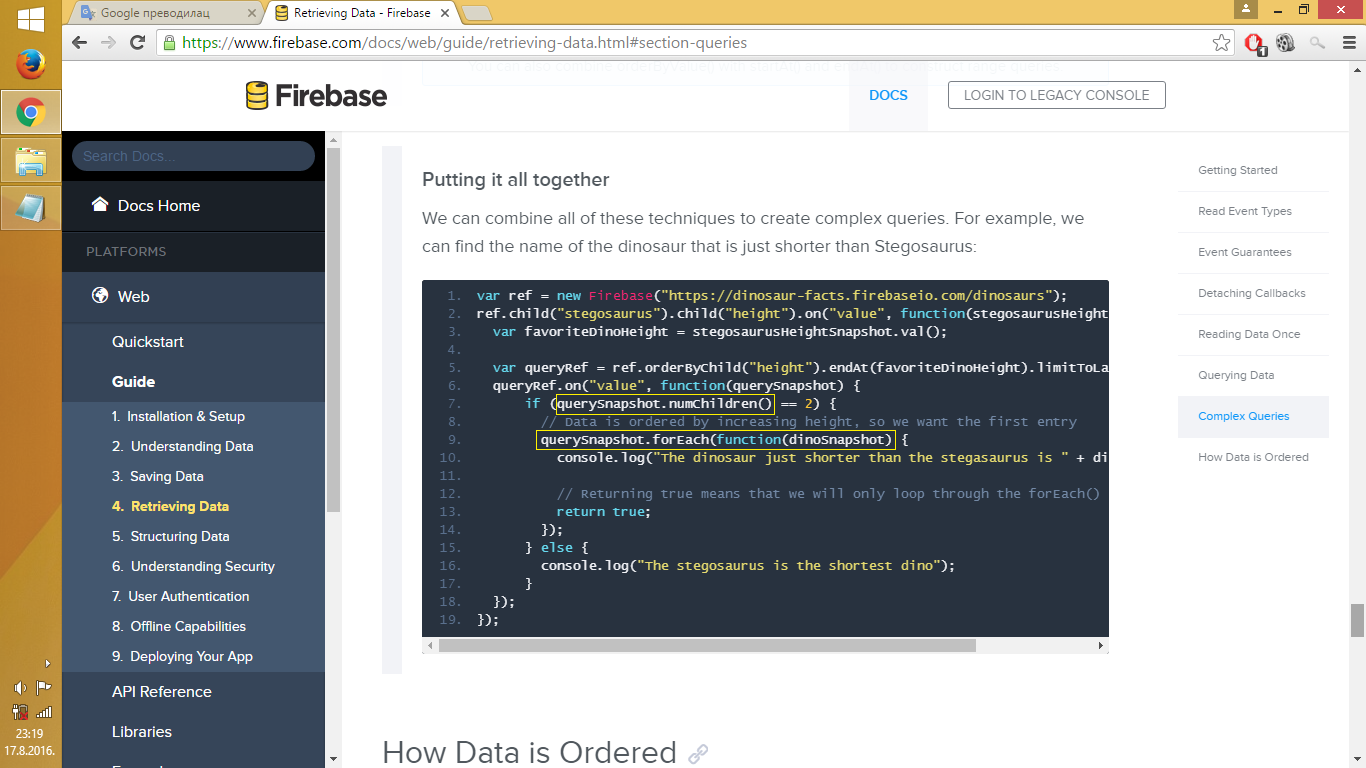 Google преводилац
Retrieving Data - Firebase
https://www.firebase.com/docs/web/guide/retrieving-data.html#section-queries
1
Firebase
DOCS
LOGIN TO LEGACY CONSOLE
Search Docs...
Docs Home
PLATFORMS
Web
Quickstart
Guide
1. Installation & Setup
2. Understanding Data
3. Saving Data
4. Retrieving Data
5. Structuring Data
6. Understanding Security
7. User Authentication
8. Offline Capabilities
9. Deploying Your App
API Reference
Libraries
Putting it all together
We can combine all of these techniques to create complex queries. For example, we
can find the name of the dinosaur that is just shorter than Stegosaurus:
1. var ref = new Firebase("https://dinosaur-facts.firebaseio.com/dinosaurs");
2. ref.child("stegosaurus").child("height").on("value", function(stegosaurusHeight
3. var favoriteDinoHeight = stegosaurusHeightSnapshot.val();
4.
5. var queryRef = ref.orderByChild("height").endAt(favoriteDinoHeight).limitToLa
6. queryRef.on("value", function(querySnapshot) {
7. if (querySnapshot.numChildren() == 2) {
8. // Data is ordered by increasing height, so we want the first entry
9. querySnapshot.forEach(function(dinoSnapshot) {
10. console.log("The dinosaur just shorter than the stegasaurus is " + di
11.
12. // Returning true means that we will only loop through the forEach()
13. return true;
14. });
15. } else {
16. console.log("The stegosaurus is the shortest dino");
17. }
18. });
19. });
How Data is Ordered
Getting Started
Read Event Types
Event Guarantees
Detaching Callbacks
Reading Data Once
Querying Data
Complex Queries
How Data is Ordered
23:19
17.8.2016.